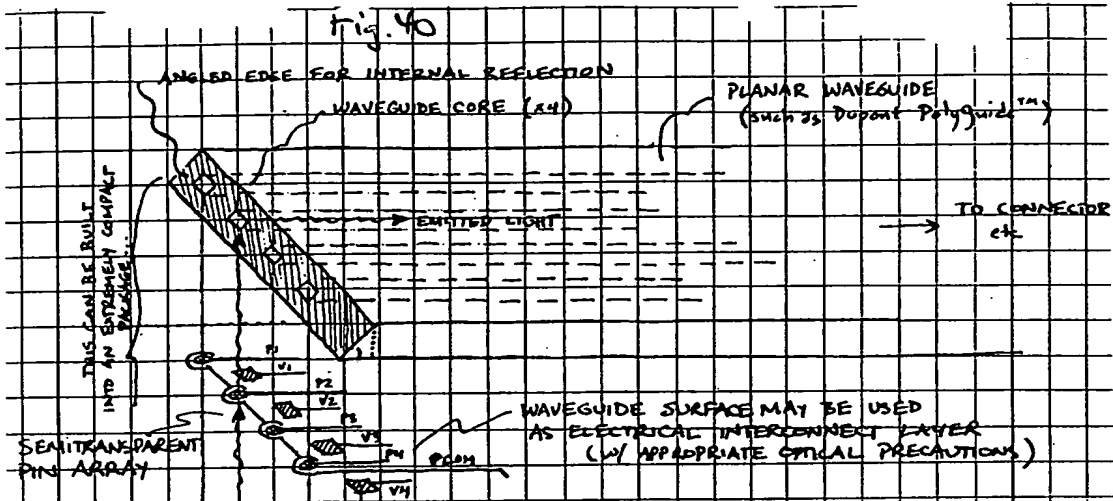 Fig. 40
ANGLED EDGE FOR INTERNAL REFLECTION
WAVEGUIDE CORE (x4)
PLANAR WAVEGUIDE
(such as Dupont Polyguide™)
EMITTED LIGHT
TO CONNECTOR
etc
THIS CAN BE BUILT
INTO AN EXTREMELY COMPACT
PACKAGE...
P1
V1
P2
V2
P3
V3
P4
PCOM
V4
SEMITRANSPARENT
PIN ARRAY
WAVEGUIDE SURFACE MAY BE USED
AS ELECTRICAL INTERCONNECT LAYER
(W/ APPROPRIATE OPTICAL PRECAUTIONS)